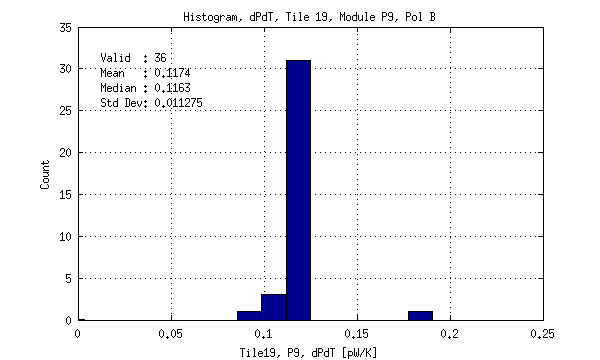 Histogram, dPdT, Tile 19, Module P9, Pol B
35
30
25
20
15
10
5
0
Count
Valid : 36
Mean : 0.1174
Median : 0.1163
Std Dev: 0.011275
0 0.05 0.1 0.15 0.2 0.25
Tile19, P9, dPdT [pW/K]